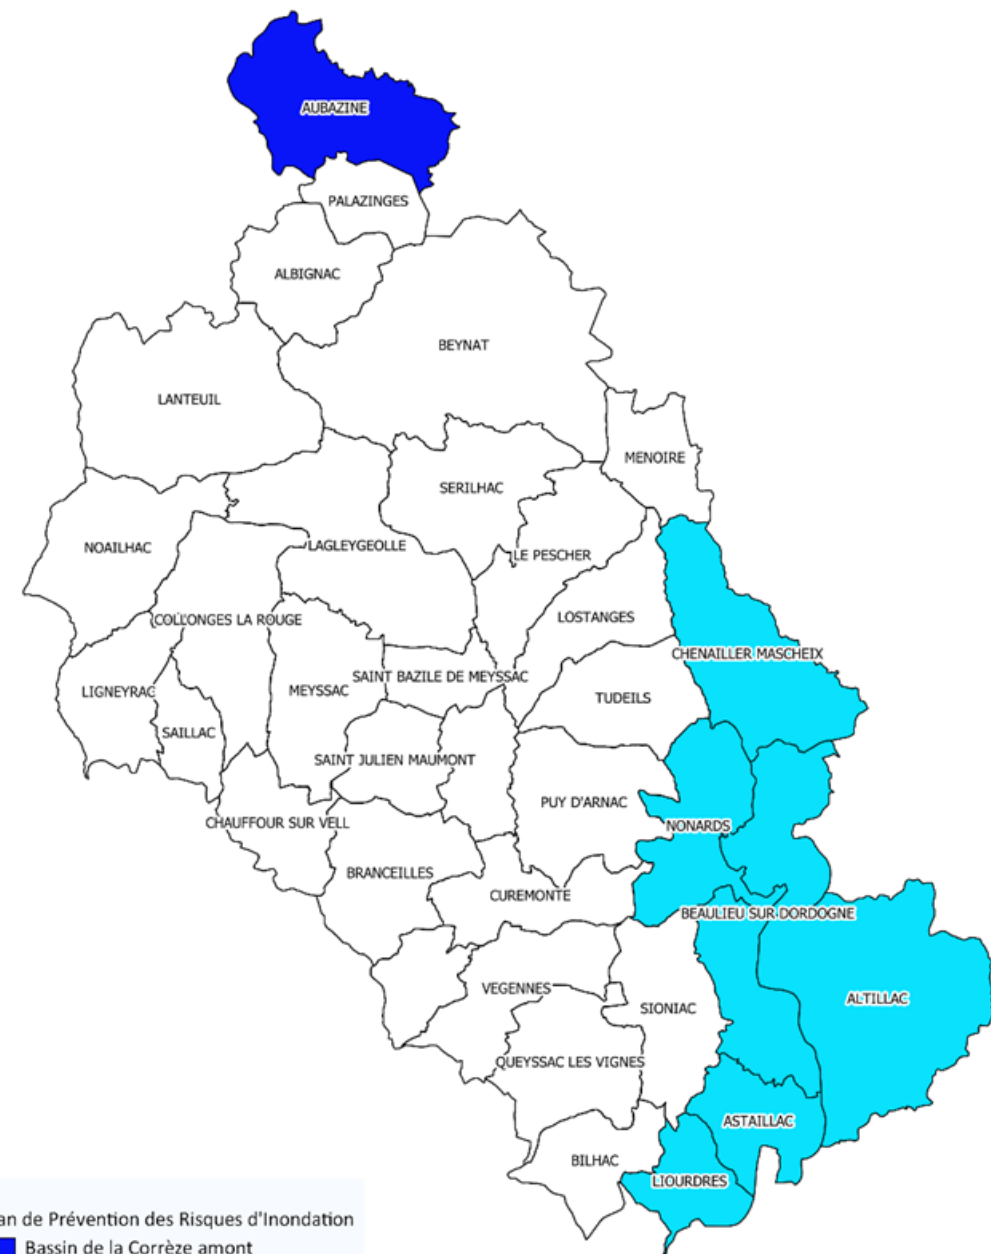 AUBAZINE
PALAZINGES
ALBIGNAC
BEYNAT
LANTEUIL
MENOIRE
SERILHAC
NOAILHAC
LAGLEYGEOLLE
LE PESCHER
COLLONGES LA ROUGE
LOSTANGES
CHENAILLER MASCHEIX
SAINT BAZILE DE MEYSSAC
LIGNEYRAC
MEYSSAC
TUDEILS
SAILLAC
SAINT JULIEN MAUMONT
PUY D'ARNAC
CHAUFFOUR SUR VELL
NONARDS
BRANCEILLES
CUREMONTE
BEAULIEU SUR DORDOGNE
VEGENNES
ALTILLAC
SIONIAC
QUEYSSAC LES VIGNES
ASTAILLAC
BILHAC
LIOURDRES
an de Prévention des Risques d'Inondation
Bassin de la Corrèze amont